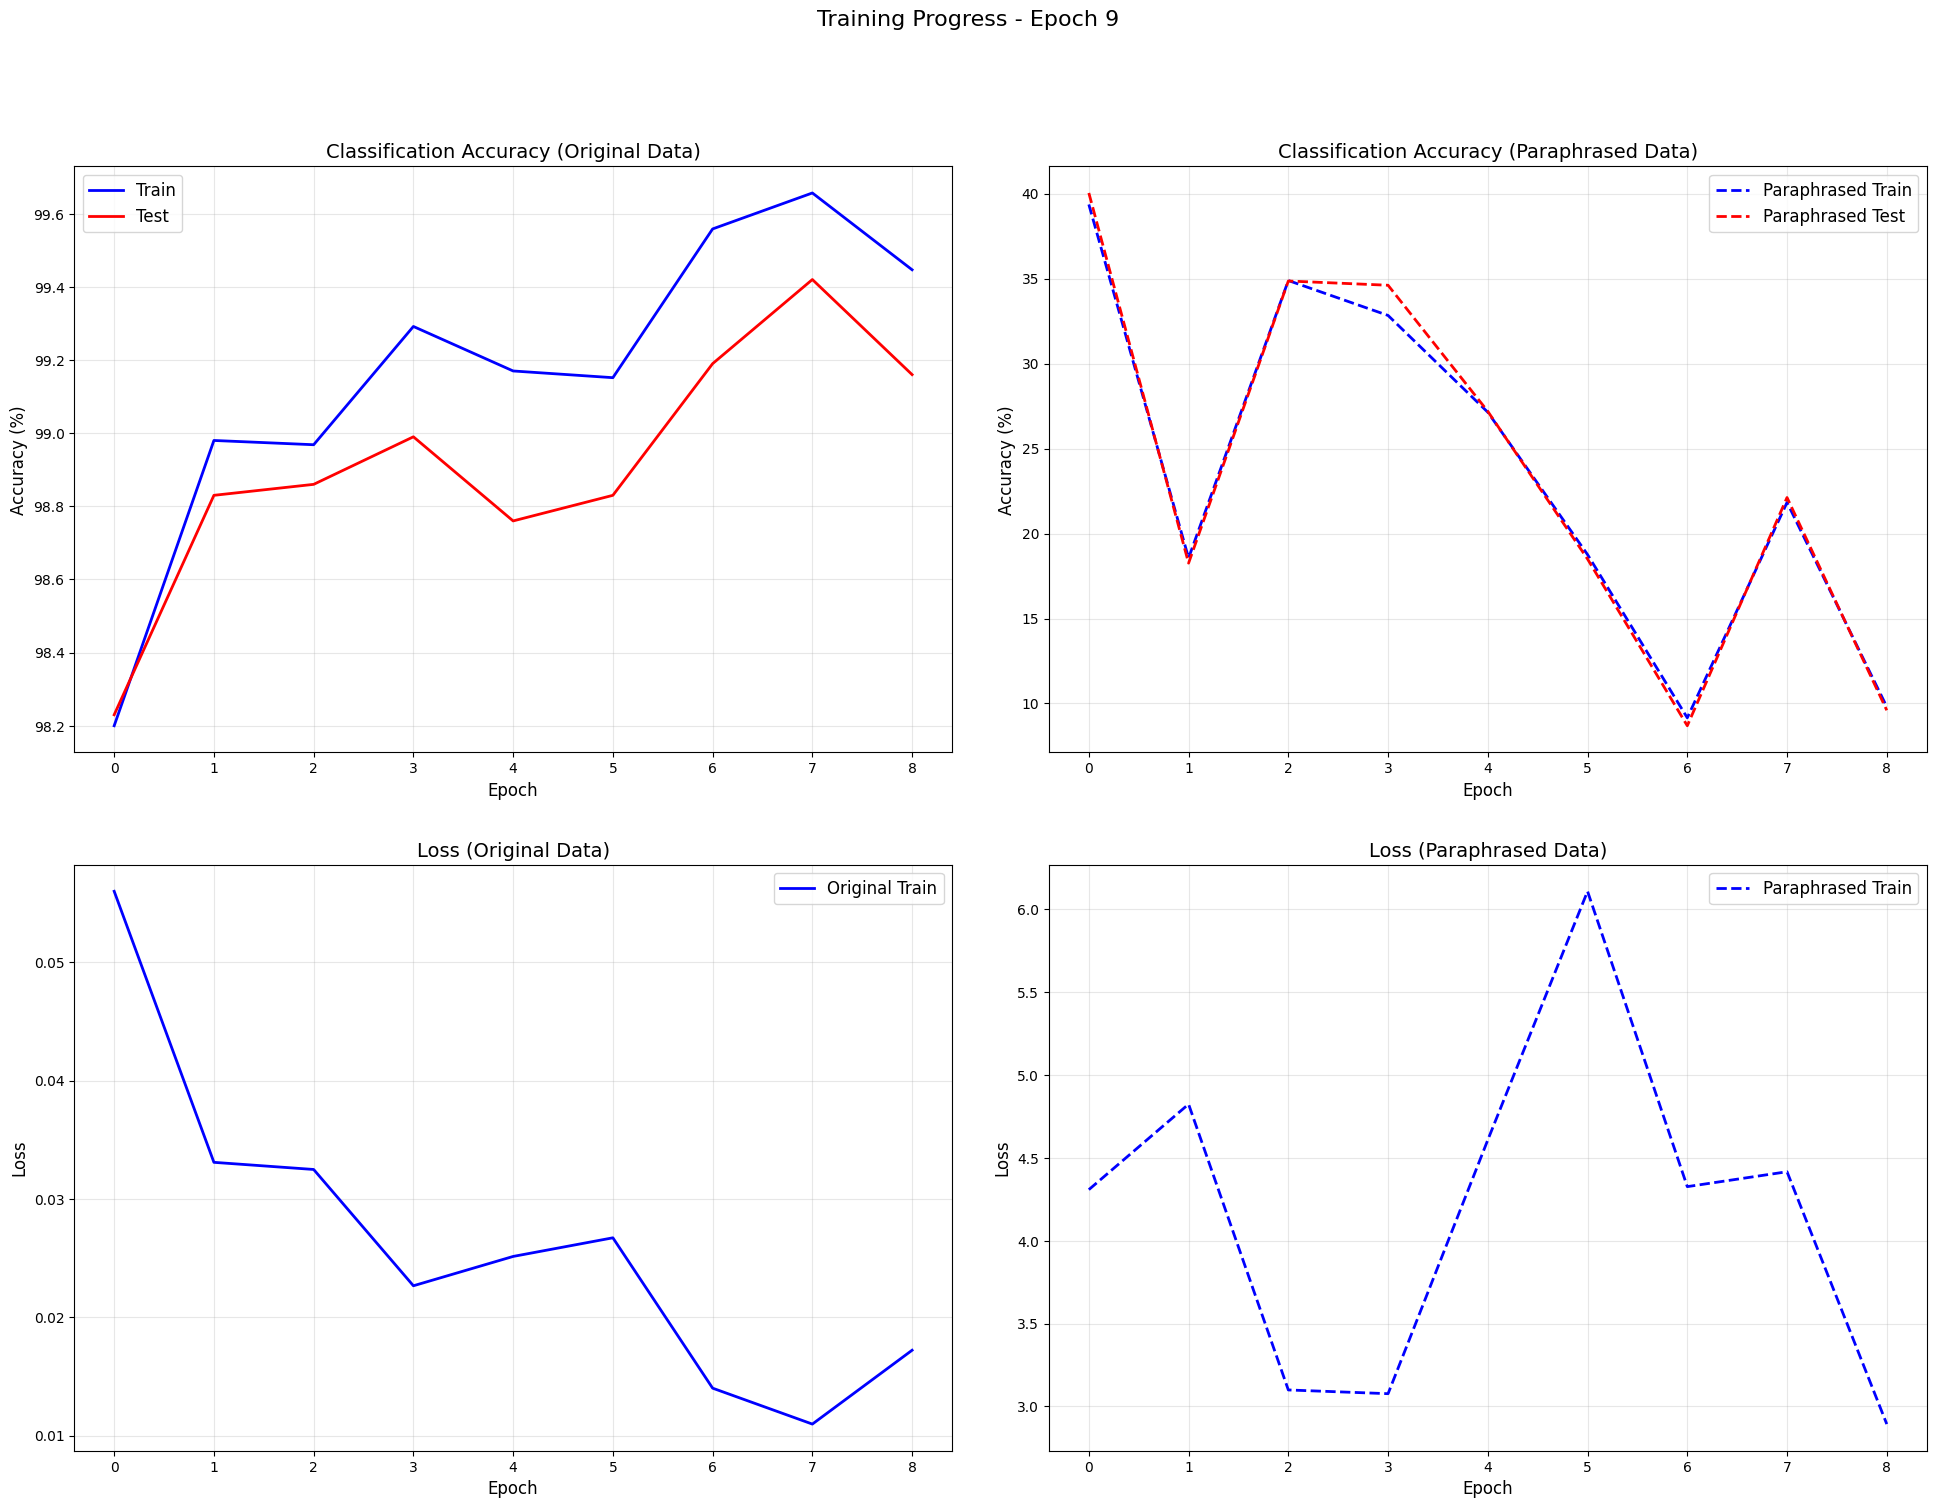 Training Progress - Epoch 9
Classification Accuracy (Original Data)
Train
Test
99.6
99.4
99.2
99.0
98.8
98.6
98.4
98.2
Accuracy (%)
0 1 2 3 4 5 6 7 8
Epoch
Classification Accuracy (Paraphrased Data)
Paraphrased Train
Paraphrased Test
40
35
30
25
20
15
10
Accuracy (%)
0 1 2 3 4 5 6 7 8
Epoch
Loss (Original Data)
Original Train
0.05
0.04
0.03
0.02
0.01
Loss
0 1 2 3 4 5 6 7 8
Epoch
Loss (Paraphrased Data)
Paraphrased Train
6.0
5.5
5.0
4.5
4.0
3.5
3.0
Loss
0 1 2 3 4 5 6 7 8
Epoch